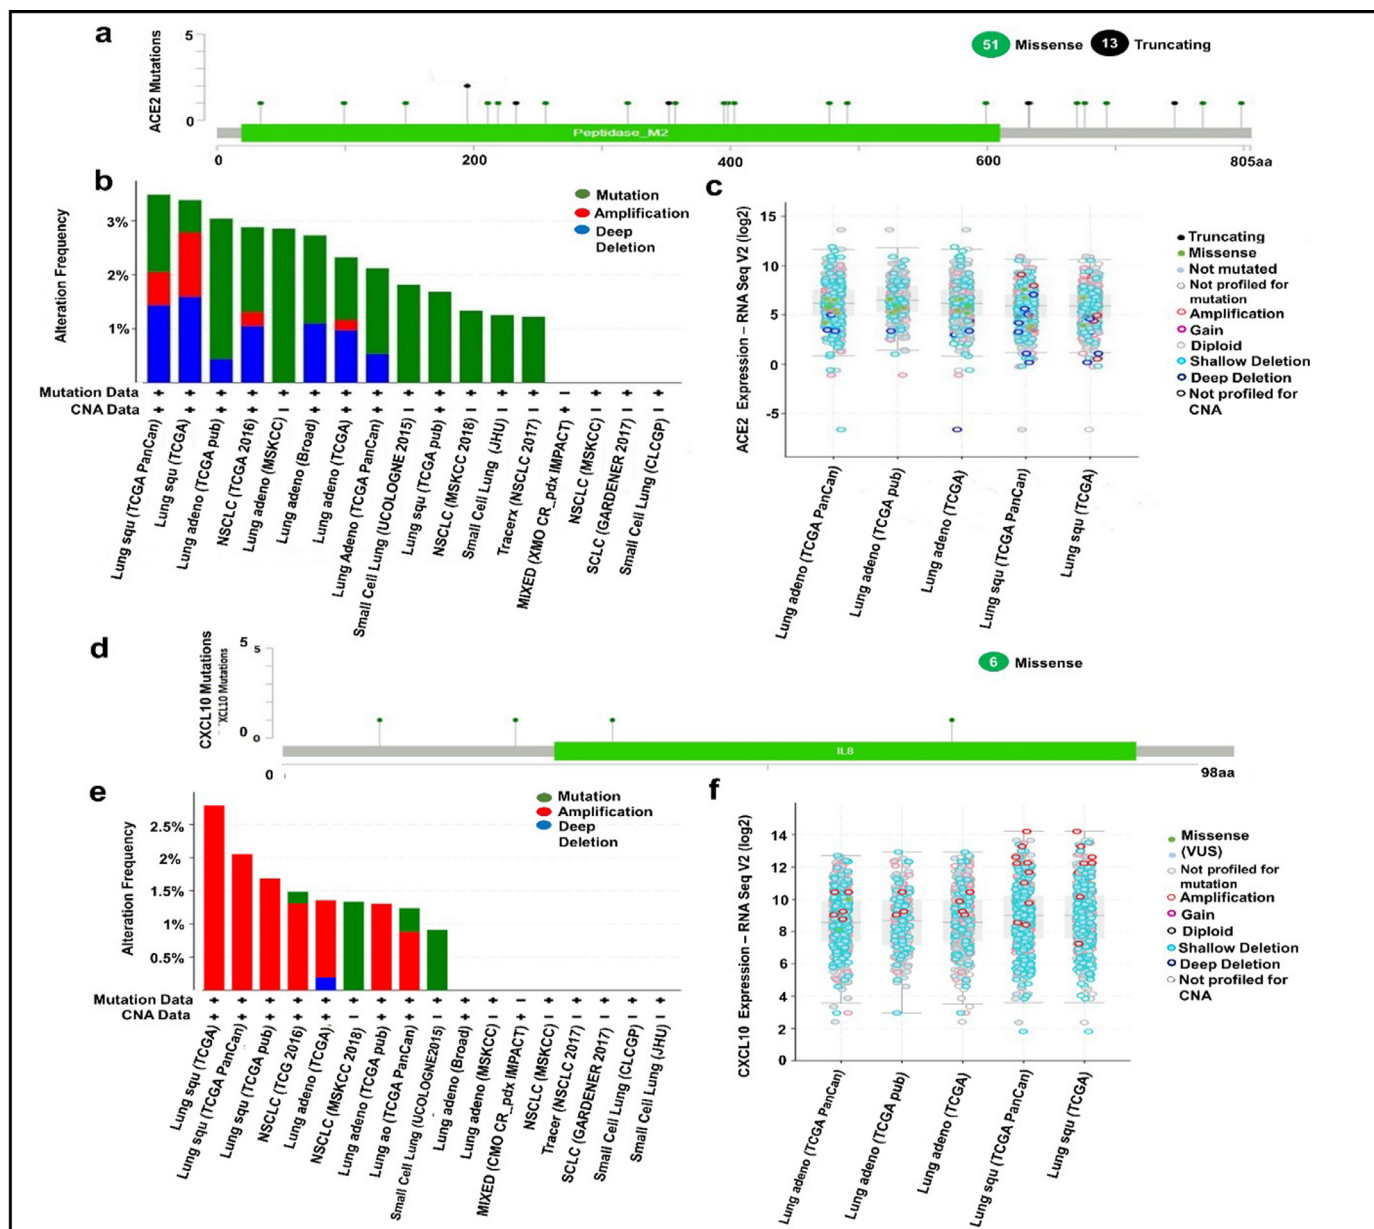 a
ACE2 Mutations
5
0
51 Missense 13 Truncating
Peptidase_M2
0 200 400 600 805aa
b
Alteration Frequency
3%
2%
1%
Mutation
Amplification
Deep
Deletion
Mutation Data + + + + + + + + + + + + + + + + +
CNA Data + + + + - + + + - + - - - - - - +
Lung squ (TCGA PanCan)
Lung squ (TCGA)
Lung adeno (TCGA pub)
NSCLC (TCGA 2016)
Lung adeno (MSKCC)
Lung adeno (Broad)
Lung adeno (TCGA)
Lung Adeno (TCGA PanCan)
Small Cell Lung (UCOLOGNE 2015)
Lung squ (TCGA pub)
NSCLC (MSKCC 2018)
Small Cell Lung (JHU)
Tracerx (NSCLC 2017)
MIXED (XMO CR_pdx IMPACT)
NSCLC (MSKCC)
SCLC (GARDENER 2017)
Small Cell Lung (CLCGP)
c
ACE2 Expression – RNA Seq V2 (log2)
15
10
5
0
-5
Truncating
Missense
Not mutated
Not profiled for
mutation
Amplification
Gain
Diploid
Shallow Deletion
Deep Deletion
Not profiled for
CNA
Lung adeno (TCGA PanCan)
Lung adeno (TCGA pub)
Lung adeno (TCGA)
Lung squ (TCGA PanCan)
Lung squ (TCGA)
d
CXCL10 Mutations
XCL10 Mutations
5 5
0 0
6 Missense
IL8
0 98aa
e
Alteration Frequency
2.5%
2%
1.5%
1%
0.5%
Mutation
Amplification
Deep
Deletion
Mutation Data
CNA Data
Lung squ (TCGA)
Lung squ (TCGA PanCan)
Lung squ (TCGA pub)
NSCLC (TCG 2016)
Lung adeno (TCGA)
NSCLC (MSKCC 2018)
Lung adeno (TCGA pub)
Lung ao (TCGA PanCan)
Small Cell Lung (UCOLOGNE2015)
Lung adeno (Broad)
Lung adeno (MSKCC)
MIXED (CMO CR_pdx IMPACT)
NSCLC (MSKCC)
Tracer (NSCLC 2017)
SCLC (GARDENER 2017)
Small Cell Lung (CLCGP)
Small Cell Lung (JHU)
f
CXCL10 Expression – RNA Seq V2 (log2)
14
12
10
8
6
4
2
0
Missense
(VUS)
Not profiled for
mutation
Amplification
Gain
Diploid
Shallow Deletion
Deep Deletion
Not profiled for
CNA
Lung adeno (TCGA PanCan)
Lung adeno (TCGA pub)
Lung adeno (TCGA)
Lung squ (TCGA PanCan)
Lung squ (TCGA)